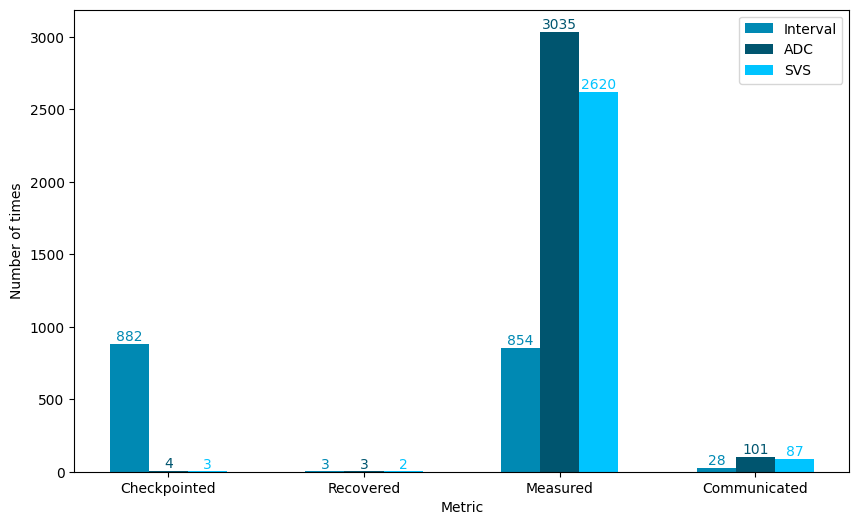 Interval
ADC
SVS
Number of times
3000
2500
2000
1500
1000
500
0
882
4
3
3
3
2
854
3035
2620
28
101
87
Checkpointed
Recovered
Measured
Communicated
Metric